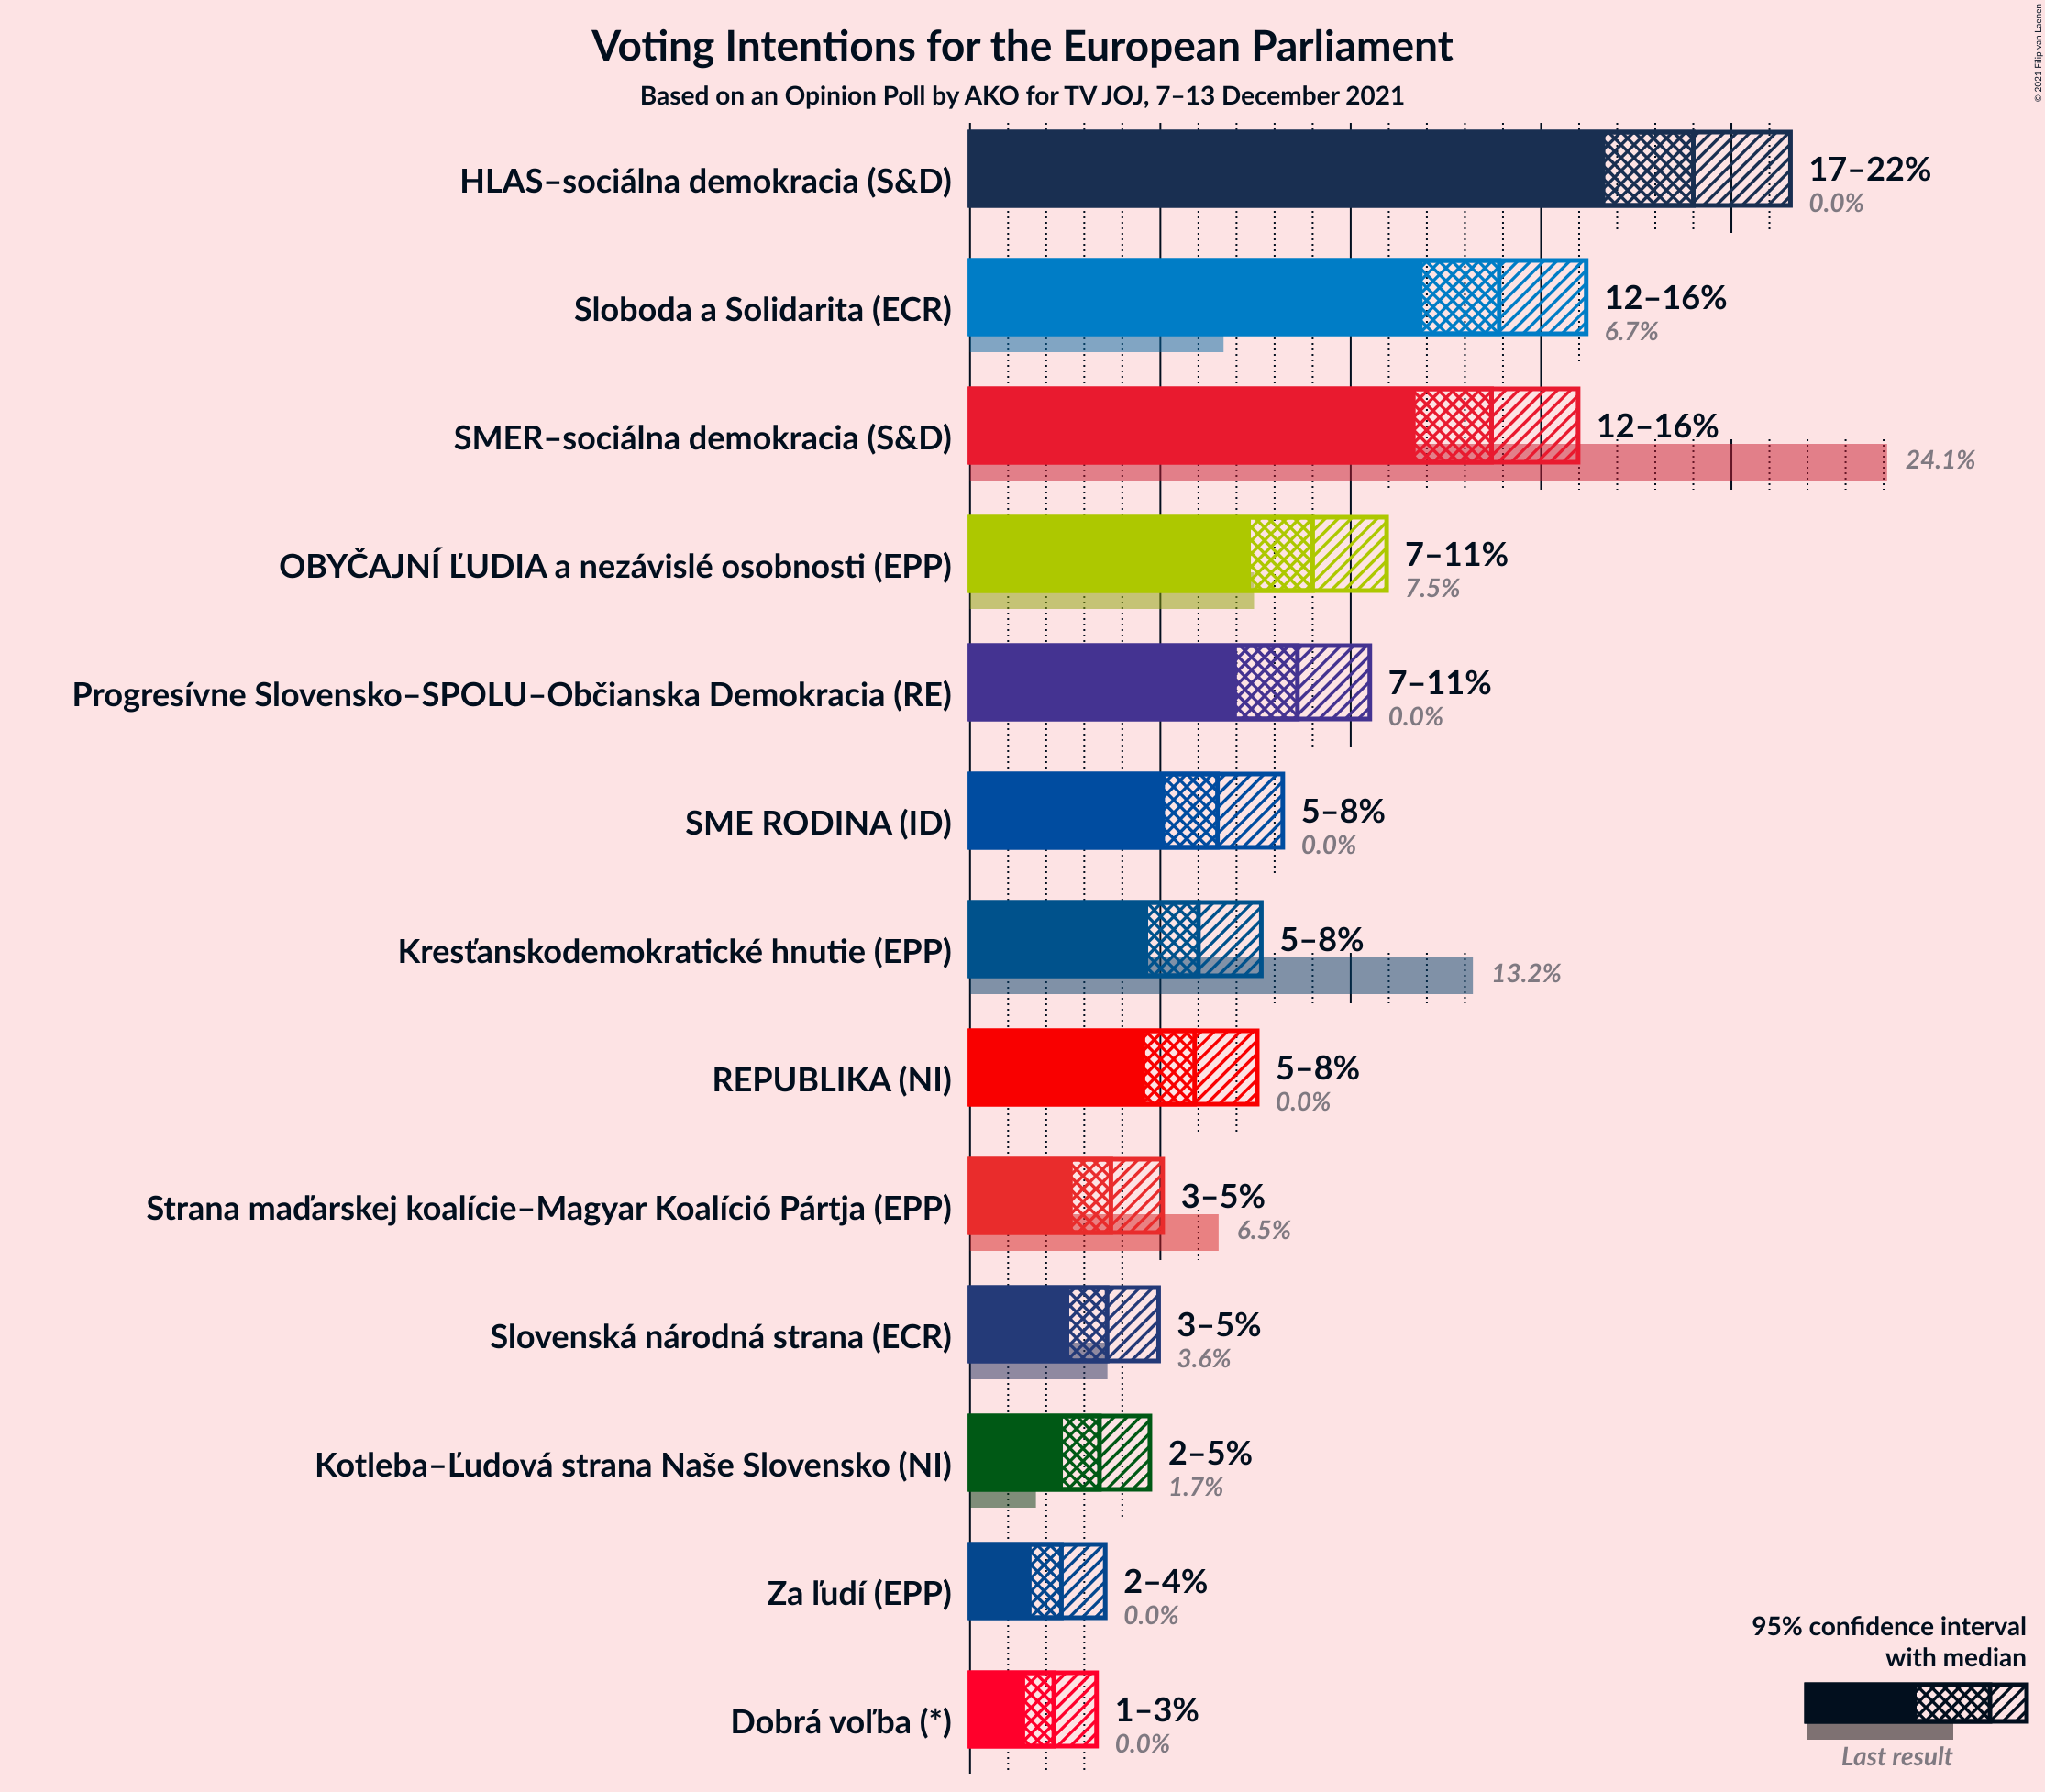 Voting Intentions for the European Parliament
Based on an Opinion Poll by AKO for TV JOJ, 7–13 December 2021
© 2021 Filip van Laenen
HLAS–sociálna demokracia (S&D)
17–22%
0.0%
Sloboda a Solidarita (ECR)
12–16%
6.7%
SMER–sociálna demokracia (S&D)
12–16%
24.1%
OBYČAJNÍ ĽUDIA a nezávislé osobnosti (EPP)
7–11%
7.5%
Progresívne Slovensko–SPOLU–Občianska Demokracia (RE)
7–11%
0.0%
SME RODINA (ID)
5–8%
0.0%
Kresťanskodemokratické hnutie (EPP)
5–8%
13.2%
REPUBLIKA (NI)
5–8%
0.0%
Strana maďarskej koalície–Magyar Koalíció Pártja (EPP)
3–5%
6.5%
Slovenská národná strana (ECR)
3–5%
3.6%
Kotleba–Ľudová strana Naše Slovensko (NI)
2–5%
1.7%
Za ľudí (EPP)
2–4%
0.0%
Dobrá voľba (*)
1–3%
0.0%
95% confidence interval
with median
Last result